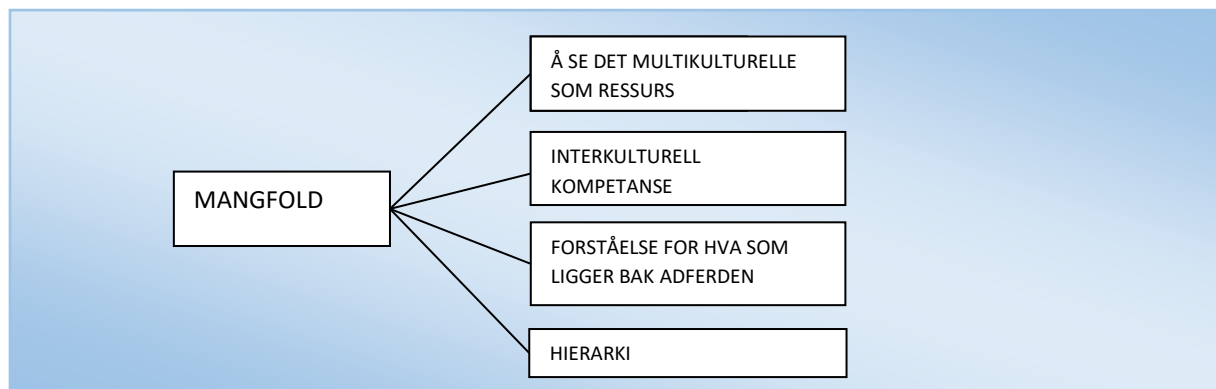 Å SE DET MULTIKULTURELLE
SOM RESSURS
INTERKULTURELL
KOMPETANSE
MANGFOLD
FORSTÅELSE FOR HVA SOM
LIGGER BAK ADFERDEN
HIERARKI